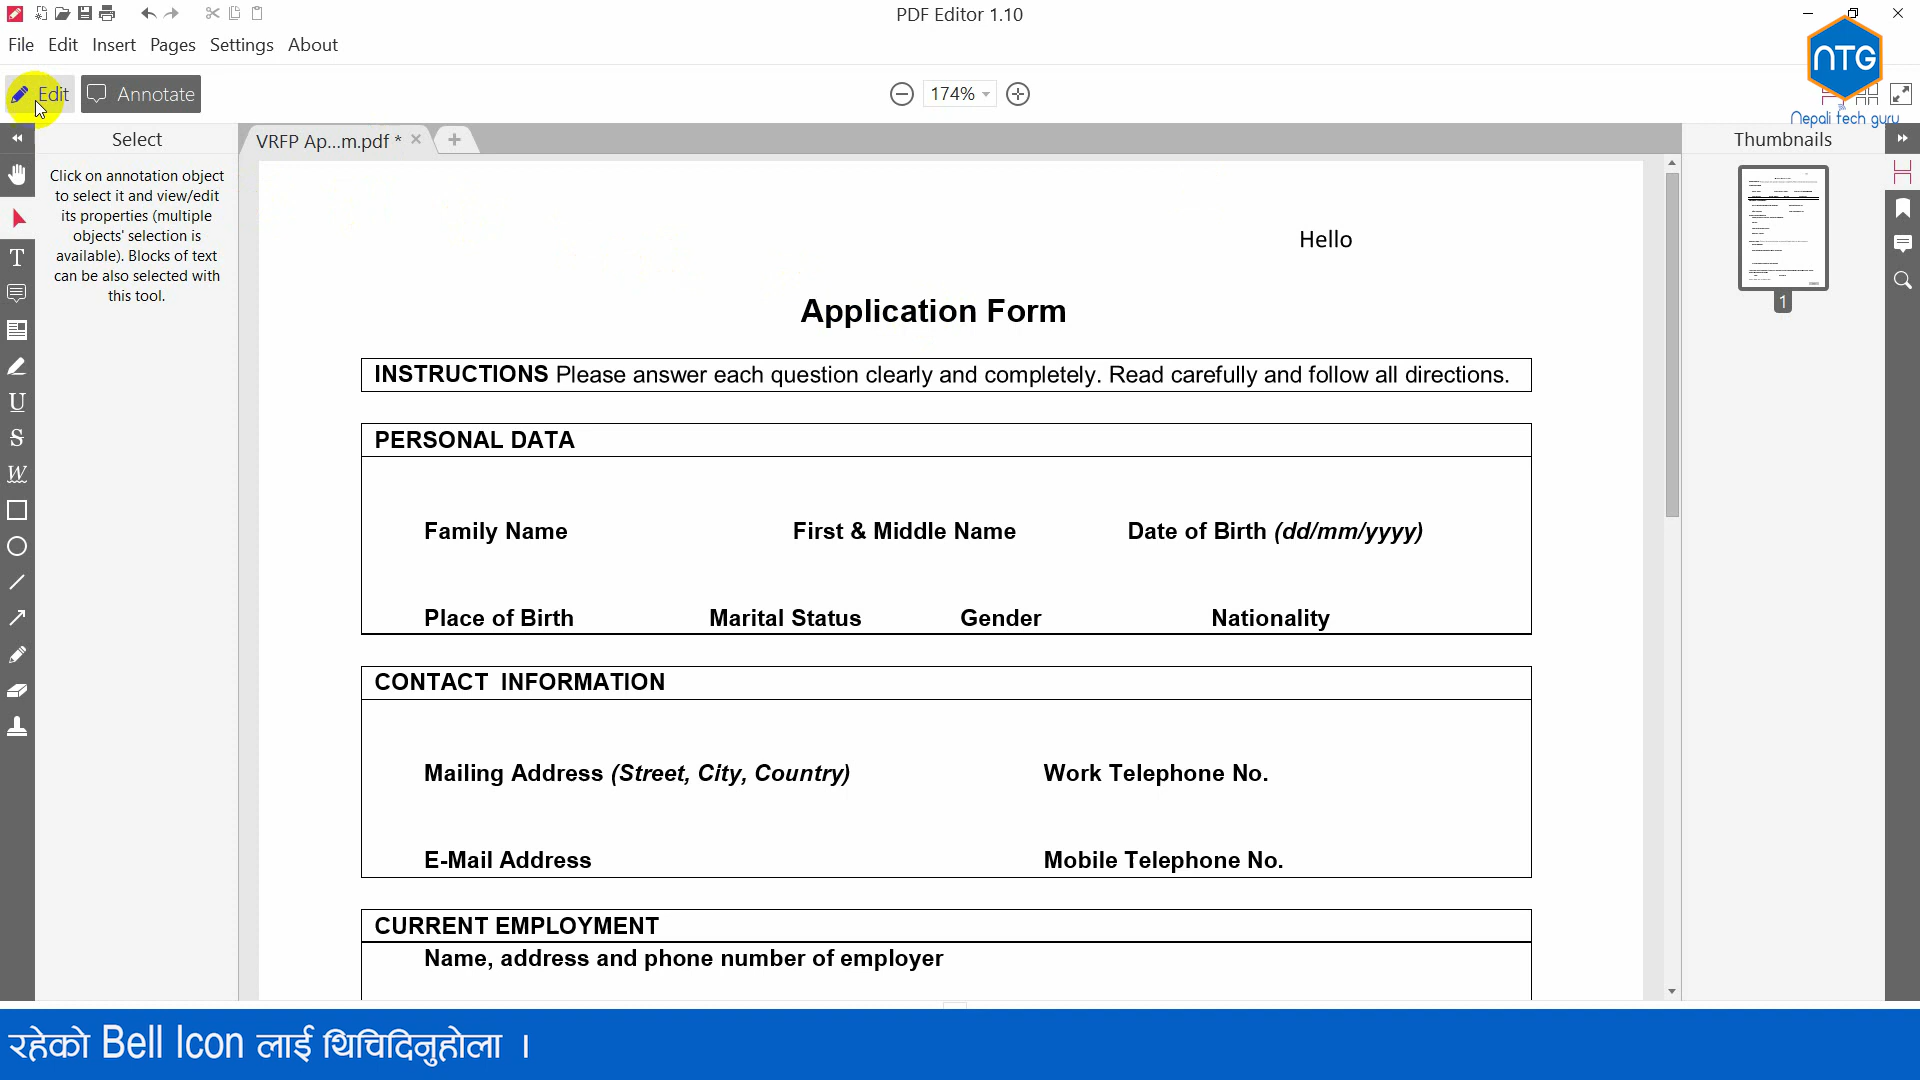 PDF Editor 1.10
File Edit Insert Pages Settings About
NTG
Nepali tech guru
Edit Annotate
174%
Select
VRFP Ap...m.pdf *
Thumbnails
Click on annotation object
to select it and view/edit
its properties (multiple
objects' selection is
available). Blocks of text
can be also selected with
this tool.
Hello
Application Form
INSTRUCTIONS Please answer each question clearly and completely. Read carefully and follow all directions.
PERSONAL DATA
Family Name First & Middle Name Date of Birth (dd/mm/yyyy)
Place of Birth Marital Status Gender Nationality
CONTACT INFORMATION
Mailing Address (Street, City, Country) Work Telephone No.
E-Mail Address Mobile Telephone No.
CURRENT EMPLOYMENT
Name, address and phone number of employer
1
रहेको Bell Icon लाई थिचिदिनुहोला ।